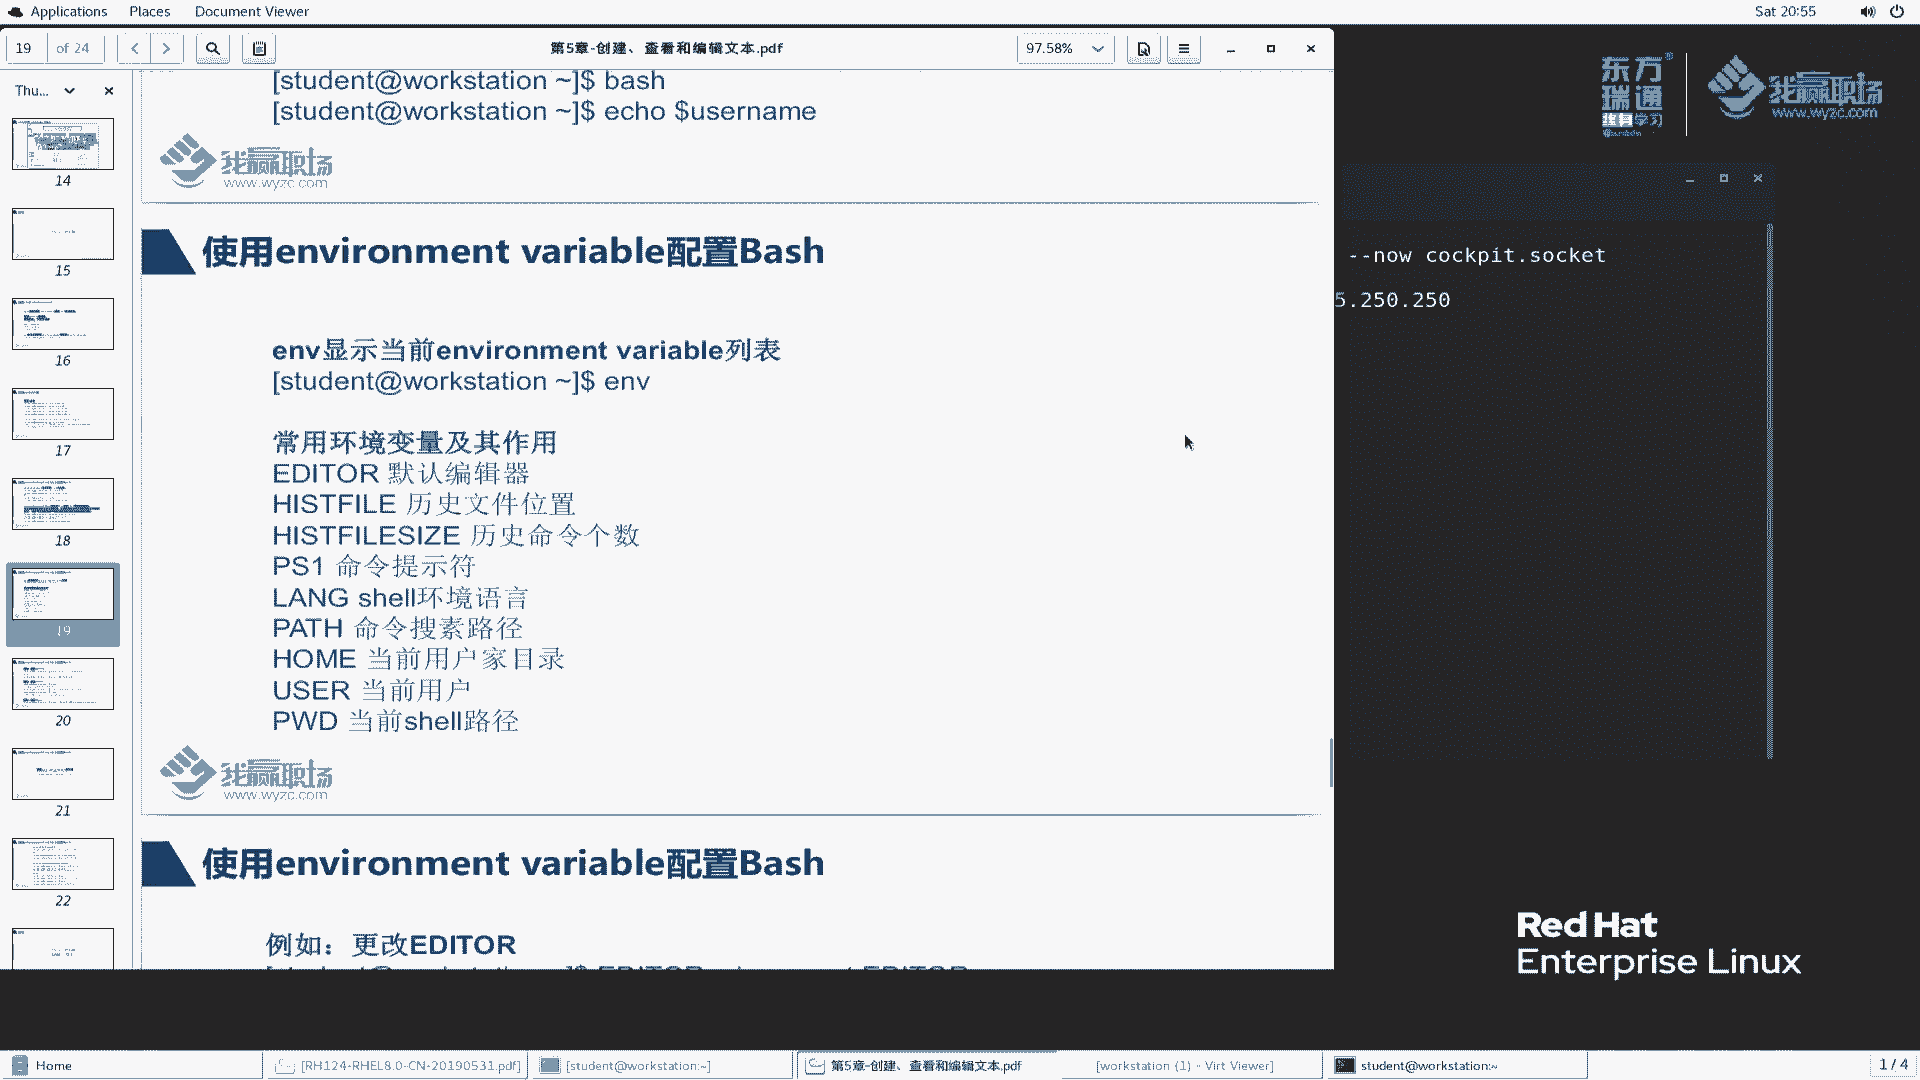 Applications Places Document Viewer Sat 20:55
19 of 24 第5章-创建、查看和编辑文本.pdf 97.58%
Thu...
14
15
16
17
18
19
20
21
22
[student@workstation ~]$ bash
[student@workstation ~]$ echo $username
我赢职场
www.wyzc.com
使用environment variable配置Bash
env显示当前environment variable列表
[student@workstation ~]$ env
常用环境变量及其作用
EDITOR 默认编辑器
HISTFILE 历史文件位置
HISTFILESIZE 历史命令个数
PS1 命令提示符
LANG shell环境语言
PATH 命令搜素路径
HOME 当前用户家目录
USER 当前用户
PWD 当前shell路径
我赢职场
www.wyzc.com
使用environment variable配置Bash
例如：更改EDITOR
东方
瑞通
终身学习
我赢职场
www.wyzc.com
--now cockpit.socket
5.250.250
Red Hat
Enterprise Linux
Home [RH124-RHEL8.0-CN-20190531.pdf] [student@workstation:~] 第5章-创建、查看和编辑文本.pdf [workstation (1) - Virt Viewer] student@workstation:~ 1 / 4